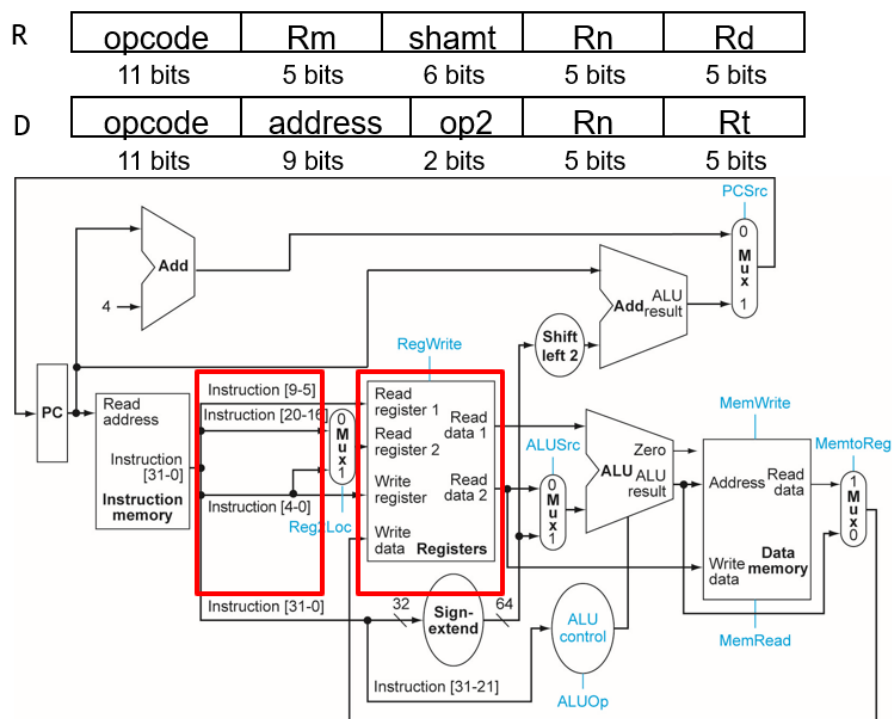 R opcode Rm shamt Rn Rd
11 bits 5 bits 6 bits 5 bits 5 bits
D opcode address op2 Rn Rt
11 bits 9 bits 2 bits 5 bits 5 bits
PCSrc
0
Mux
1
Add
4
Add ALU
result
Shift
left 2
RegWrite
PC
Read
address
Instruction
[31-0]
Instruction
memory
Instruction [9-5]
Instruction [20-16]
Instruction [4-0]
Instruction [31-0]
0
Mux
1
Reg2Loc
Read
register 1
Read
register 2
Write
register
Write
data
Read
data 1
Read
data 2
Registers
ALUSrc
0
Mux
1
Zero
ALU ALU
result
MemWrite
Address
Read
data
Write
data
Data
memory
MemRead
MemtoReg
1
Mux
0
32
Sign-
extend
64
ALU
control
Instruction [31-21]
ALUOp